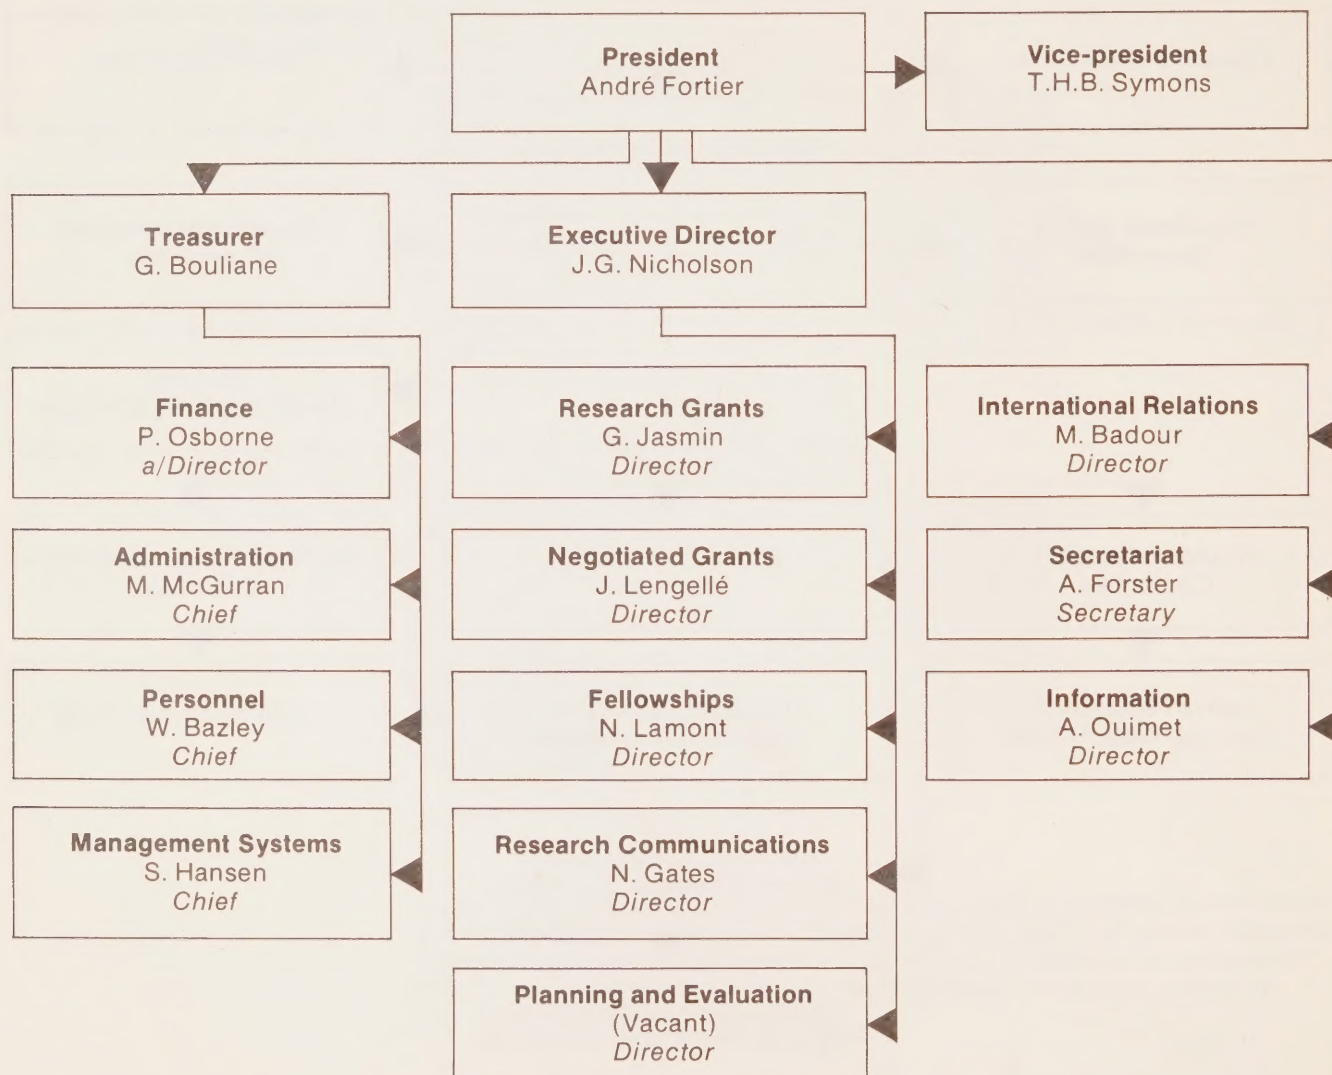 President
André Fortier
Vice-president
T.H.B. Symons
Treasurer
G. Bouliane
Executive Director
J.G. Nicholson
Finance
P. Osborne
a/Director
Research Grants
G. Jasmin
Director
International Relations
M. Badour
Director
Administration
M. McGurran
Chief
Negotiated Grants
J. Lengellé
Director
Secretariat
A. Forster
Secretary
Personnel
W. Bazley
Chief
Fellowships
N. Lamont
Director
Information
A. Ouimet
Director
Management Systems
S. Hansen
Chief
Research Communications
N. Gates
Director
Planning and Evaluation
(Vacant)
Director